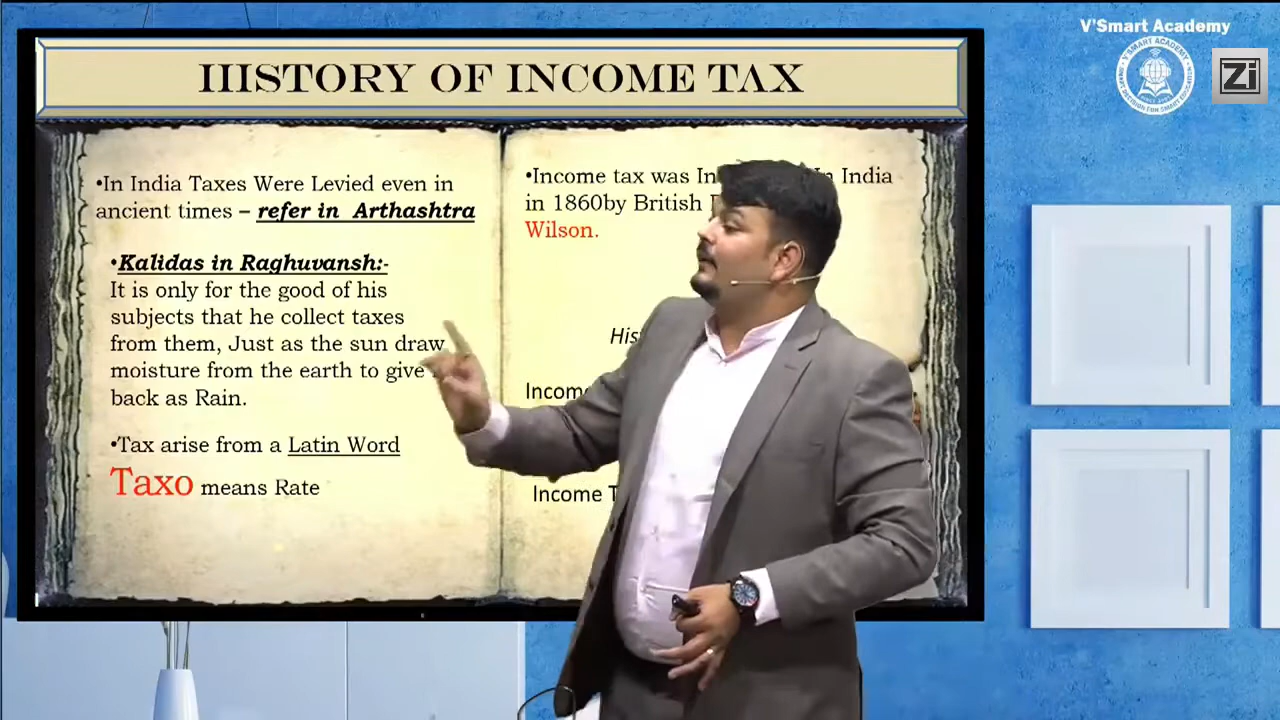 V'Smart Academy
V'SMART ACADEMY
Zi
HISTORY OF INCOME TAX
•In India Taxes Were Levied even in
ancient times – refer in Arthashtra
•Kalidas in Raghuvansh:-
It is only for the good of his
subjects that he collect taxes
from them, Just as the sun draw
moisture from the earth to give
back as Rain.
•Tax arise from a Latin Word
Taxo means Rate
•Income tax was In India
in 1860by British
Wilson.
Income
Income T